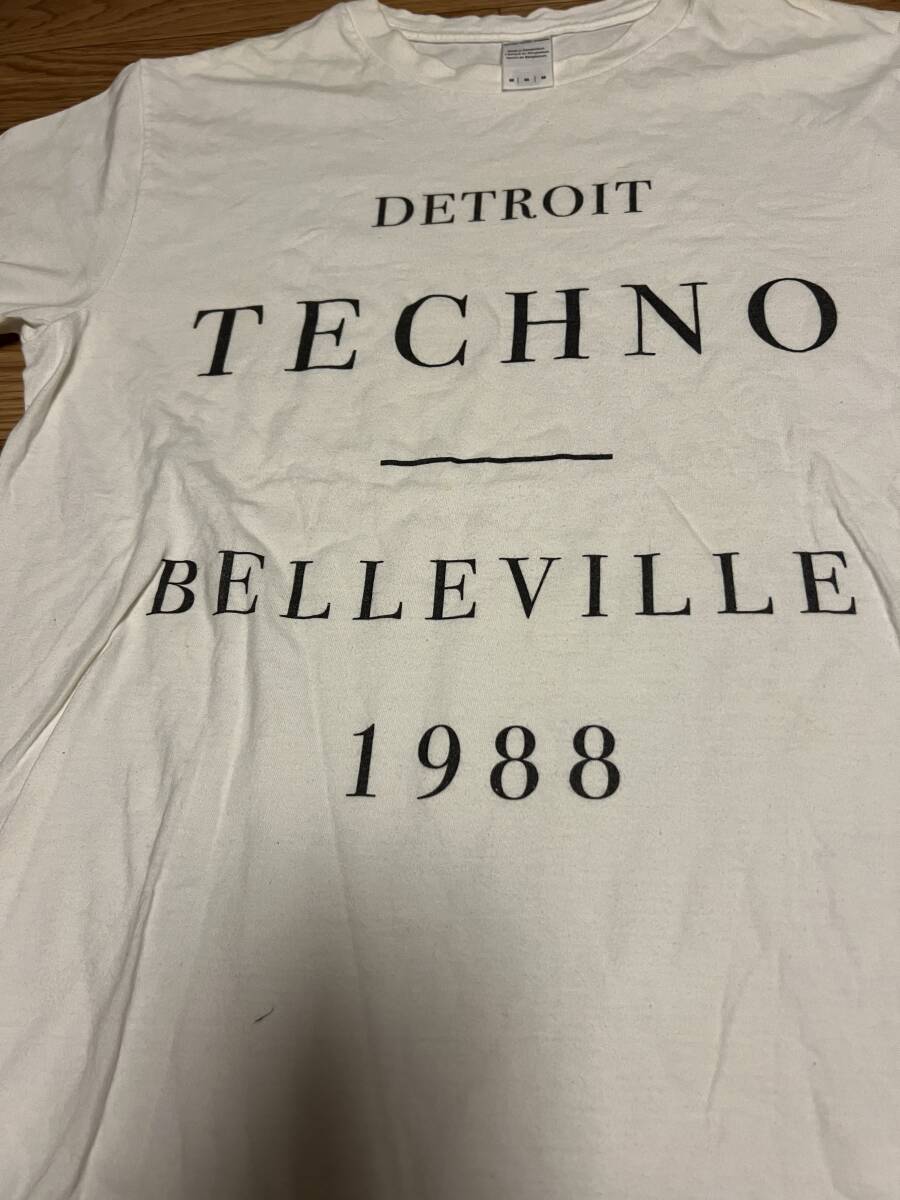 DETROIT
TECHNO
BELLEVILLE
1988